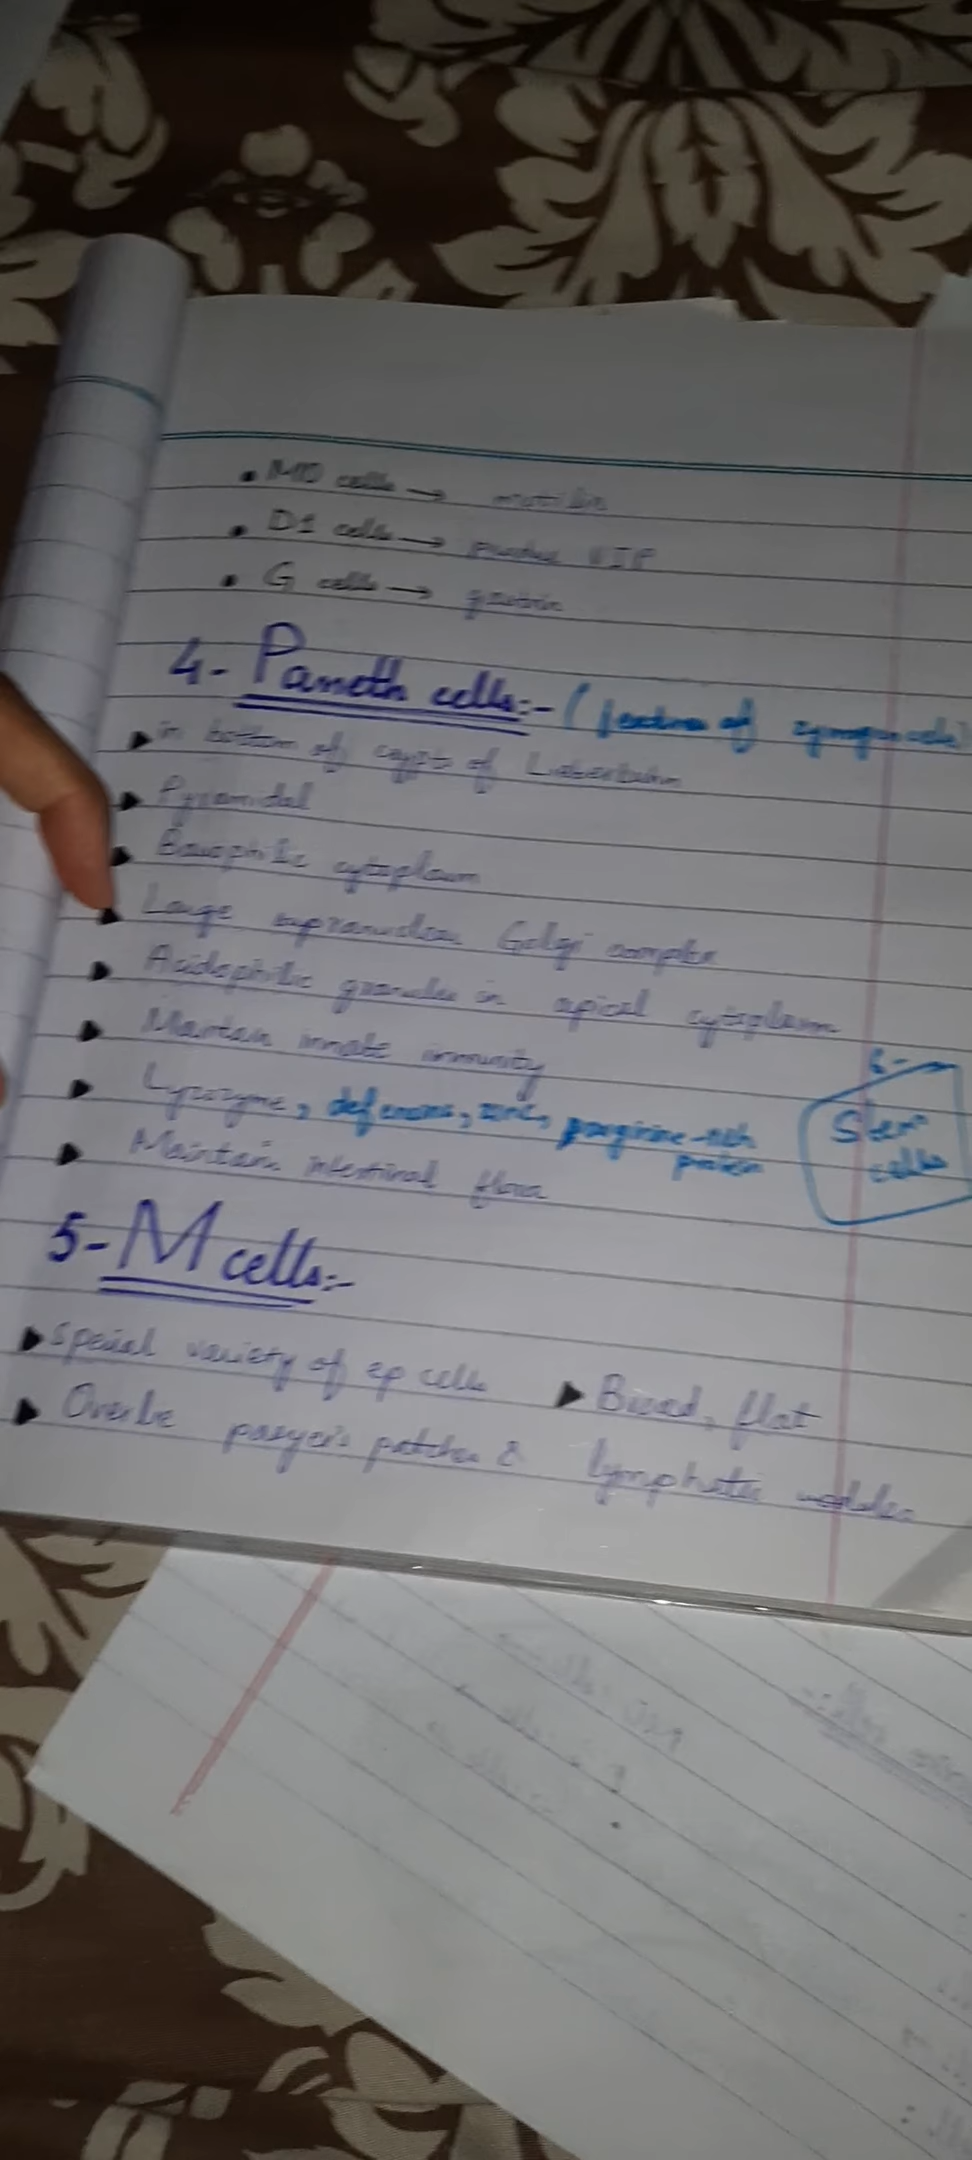 • MO cells → motilin
• D1 cells → produce VIP
• G cells → gastrin
4- Paneth cells:- (features of zymogen cells)
▶ in bottom of crypts of Lieberkuhn
▶ Pyramidal
▶ Basophilic cytoplasm
▶ Large supranuclear Golgi complex
▶ Acidophilic granules in apical cytoplasm
▶ Maintain innate immunity
▶ Lysozyme, defensins, zinc,
protein
▶ Maintain intestinal flora
6-
Stem
cells
5- M cells:-
▶ Special variety of ep cells ▶ Broad, flat
▶ Overlie patches & lymphatic nodules